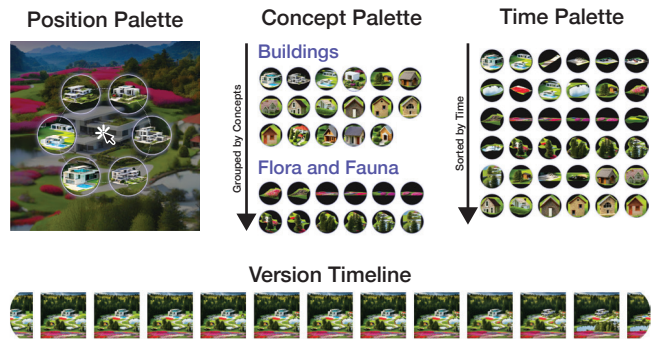 Position Palette
Concept Palette
Time Palette
Grouped by Concepts
Buildings
Flora and Fauna
Sorted by Time
Version Timeline